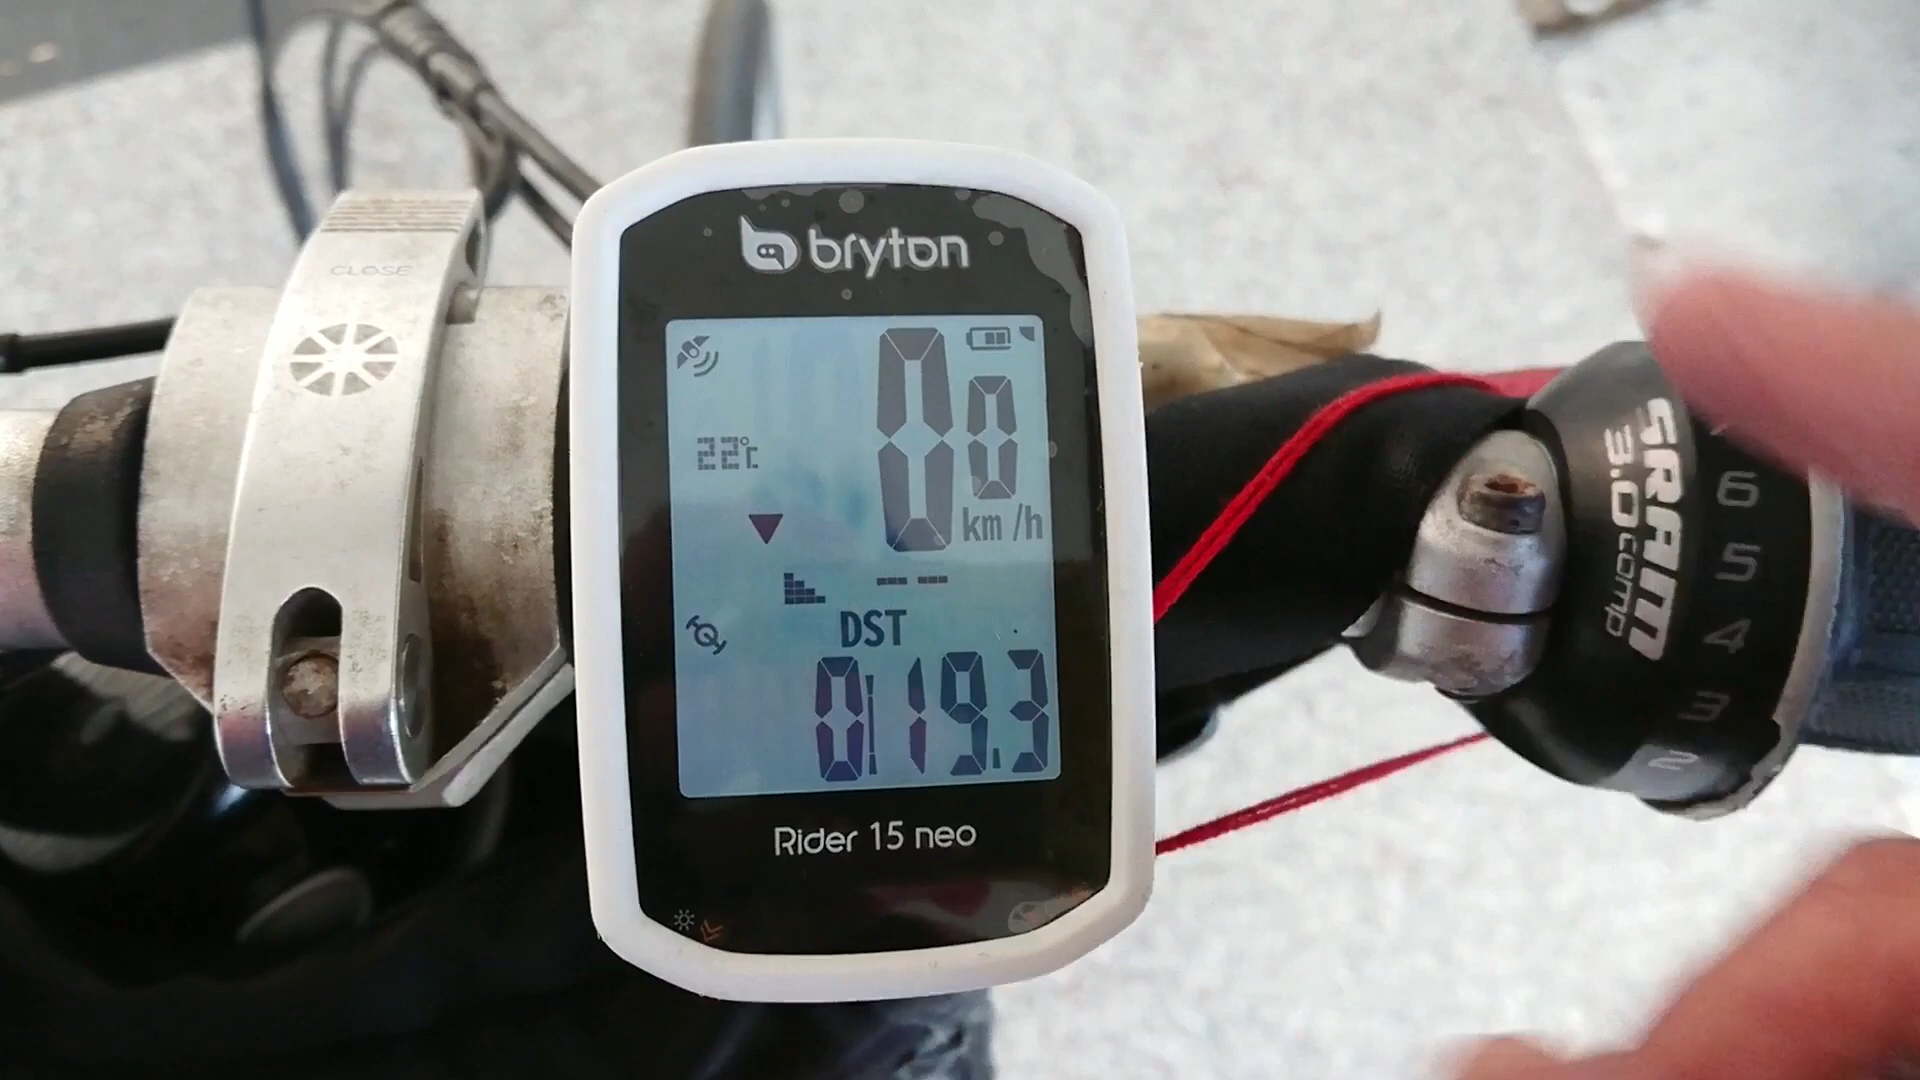 CLOSE
bryton
0.0
22°c
km/h
-- --
DST
0119.3
Rider 15 neo
SRAM
3.0 comp
6
5
4
3
2